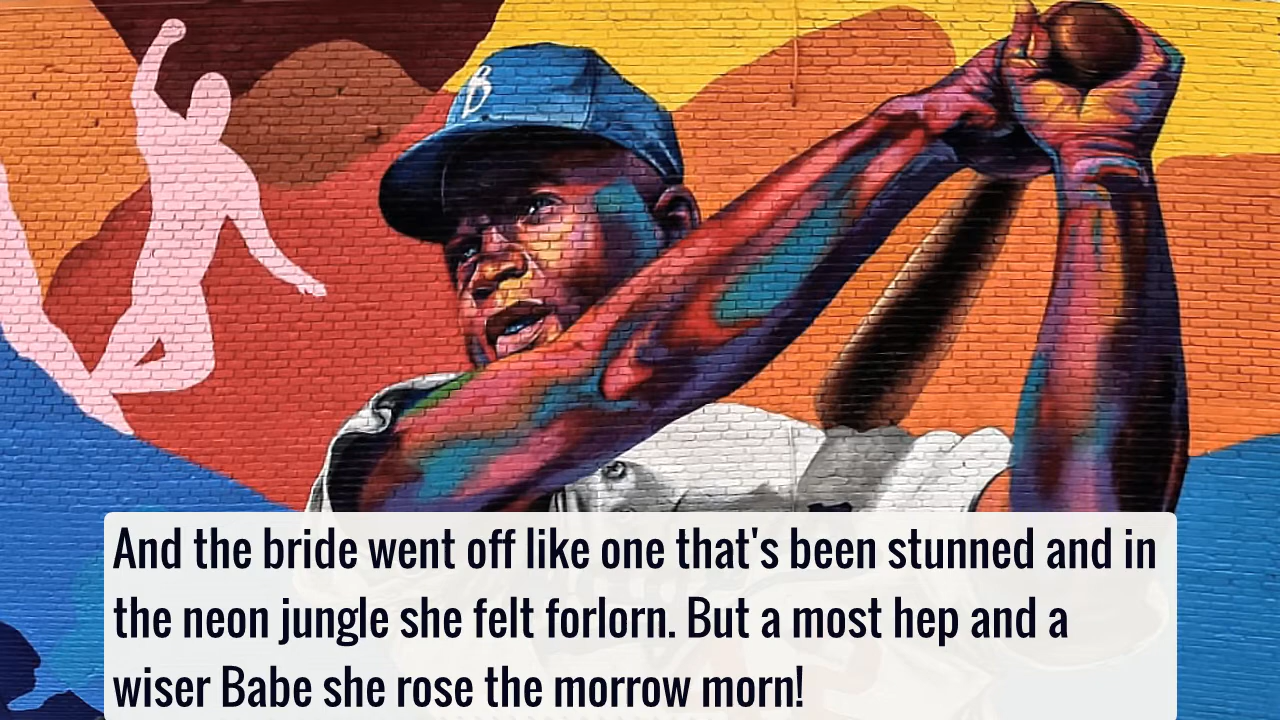 B
And the bride went off like one that's been stunned and in
the neon jungle she felt forlorn. But a most hep and a
wiser Babe she rose the morrow morn!